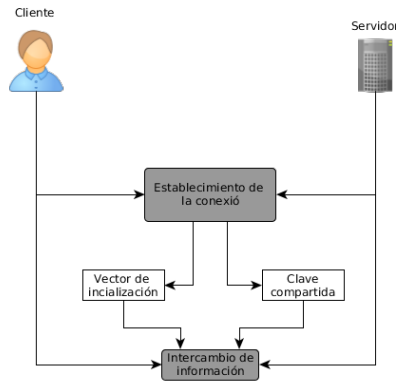 Cliente
Servidor
Establecimiento de
la conexió
Vector de
incialización
Clave
compartida
Intercambio de
información